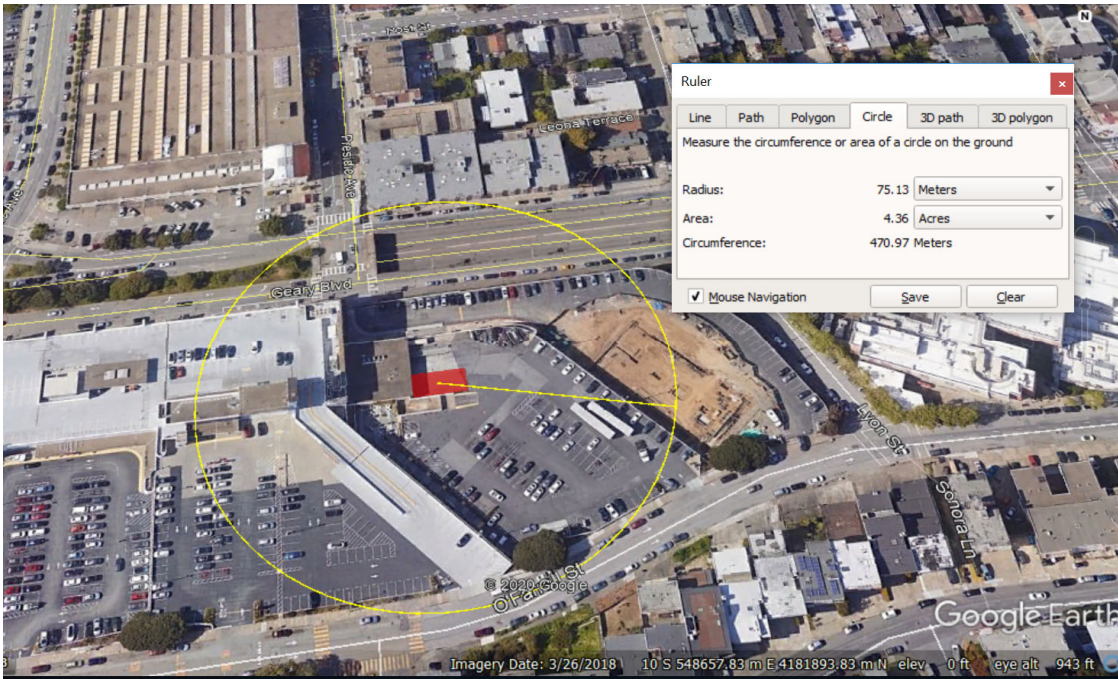 N
Post St
Ruler
x
Line Path Polygon Circle 3D path 3D polygon
Measure the circumference or area of a circle on the ground
Radius: 75.13 Meters
Area: 4.36 Acres
Circumference: 470.97 Meters
Mouse Navigation Save Clear
Leona Terrace
Presidio Ave
Geary Blvd
Lyon St
Sonora Ln
© 2020 Google
O'Farrell St
Google Earth
Imagery Date: 3/26/2018 10 S 548657.83 m E 4181893.83 m N elev 0 ft eye alt 943 ft